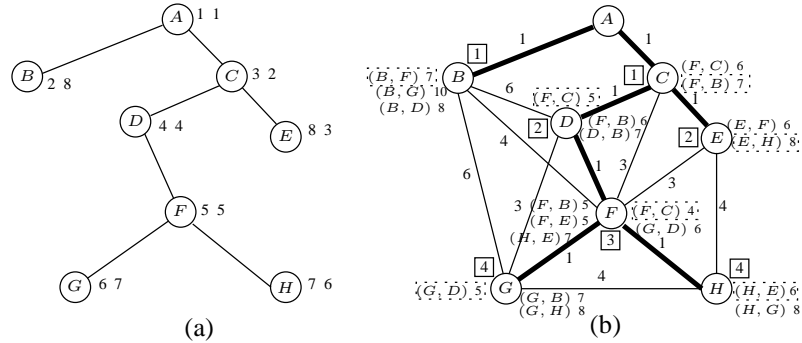 A 1 1
B 2 8
C 3 2
D 4 4
E 8 3
F 5 5
G 6 7
H 7 6
(a)
A
1
1
1
B
(B, F) 7
(B, G) 10
(B, D) 8
1
C
(F, C) 6
(F, B) 7
6
1
1
(F, C) 5
2
D
(F, B) 6
(D, B) 7
2
E
(E, F) 6
(E, H) 8
4
1
3
3
6
3
4
(F, B) 5
(F, E) 5
(H, E) 7
F
3
(F, C) 4
(G, D) 6
1
1
4
G
(G, D) 5
(G, B) 7
(G, H) 8
4
4
H
(H, E) 6
(H, G) 8
(b)